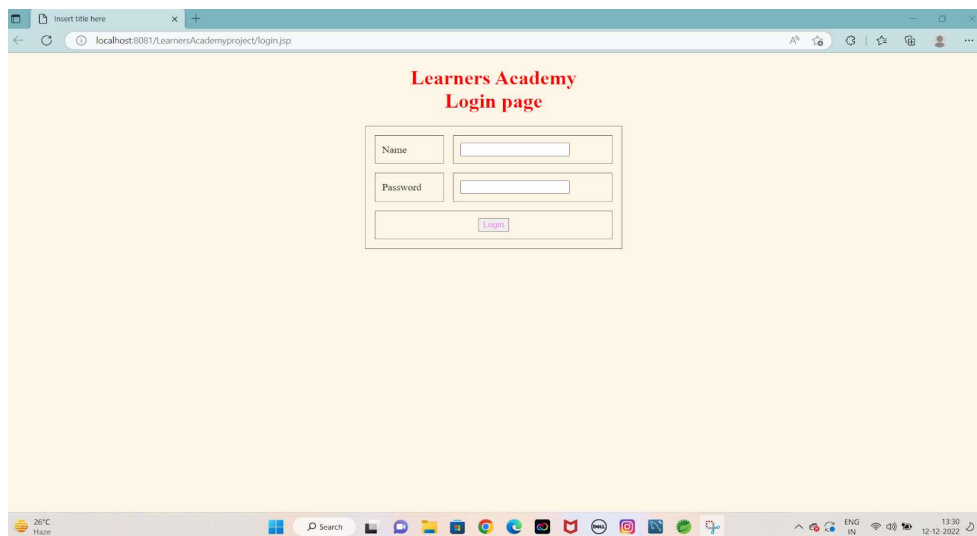 Insert title here
localhost:8081/LearnersAcademyproject/login.jsp
Learners Academy
Login page
Name
Password
Login
26°C
Haze
Search
DELL
ENG
IN
13:30
12-12-2022